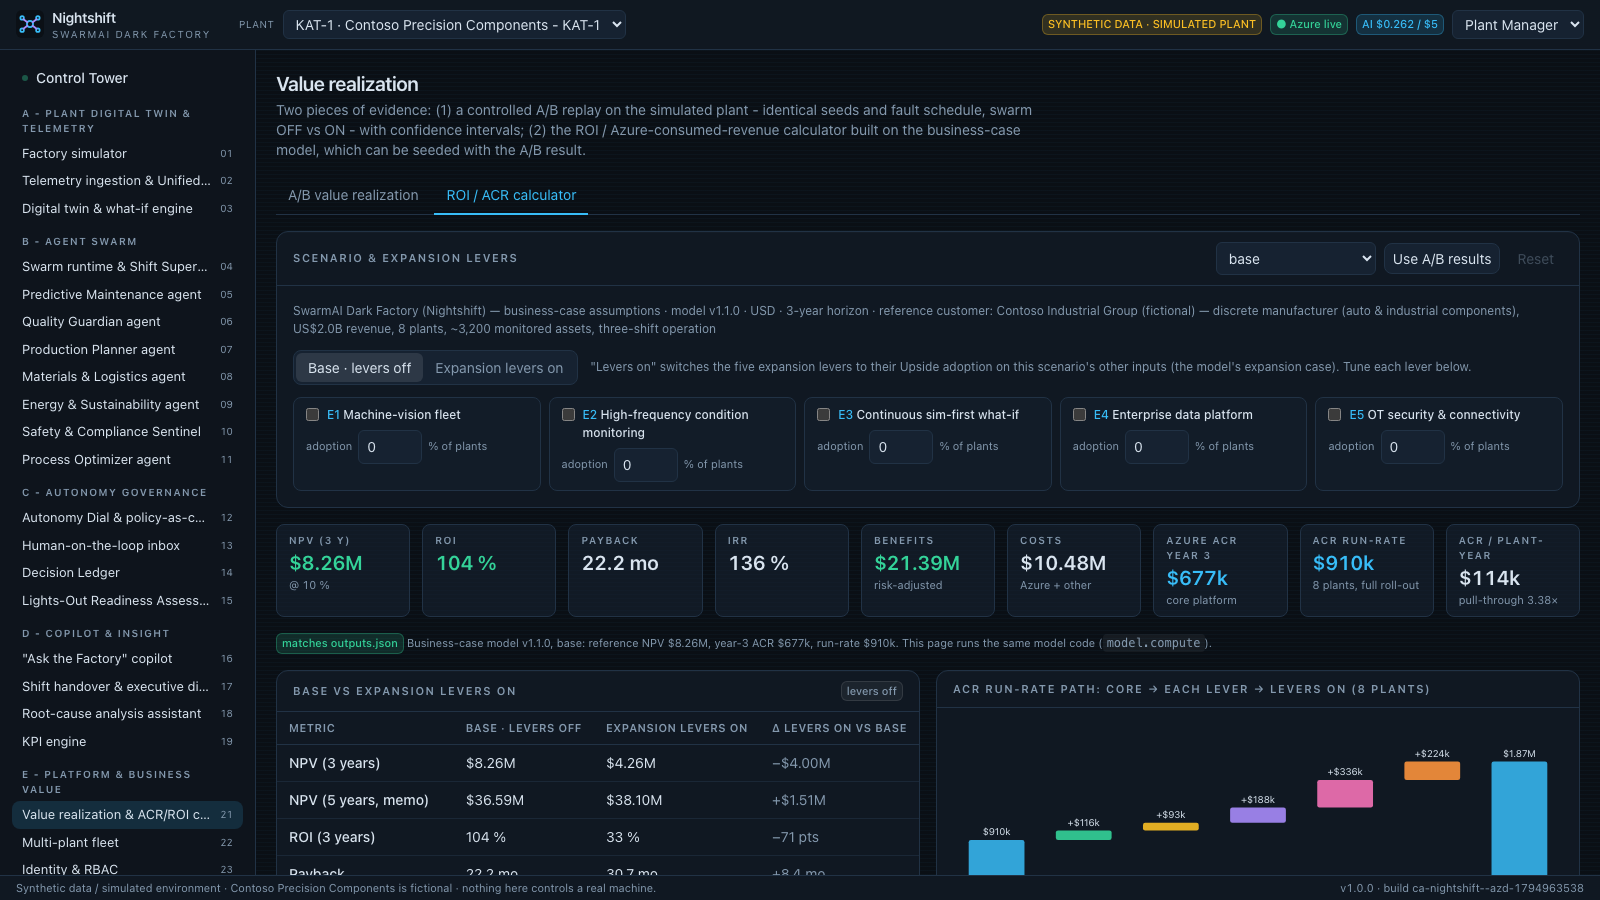 Nightshift
SWARMAI DARK FACTORY
PLANT
KAT-1 · Contoso Precision Components - KAT-1
SYNTHETIC DATA · SIMULATED PLANT
Azure live
AI $0.262 / $5
Plant Manager
Control Tower
A - PLANT DIGITAL TWIN &
TELEMETRY
Factory simulator 01
Telemetry ingestion & Unified... 02
Digital twin & what-if engine 03
B - AGENT SWARM
Swarm runtime & Shift Super... 04
Predictive Maintenance agent 05
Quality Guardian agent 06
Production Planner agent 07
Materials & Logistics agent 08
Energy & Sustainability agent 09
Safety & Compliance Sentinel 10
Process Optimizer agent 11
C - AUTONOMY GOVERNANCE
Autonomy Dial & policy-as-c... 12
Human-on-the-loop inbox 13
Decision Ledger 14
Lights-Out Readiness Assess... 15
D - COPILOT & INSIGHT
"Ask the Factory" copilot 16
Shift handover & executive di... 17
Root-cause analysis assistant 18
KPI engine 19
E - PLATFORM & BUSINESS
VALUE
Value realization & ACR/ROI c... 21
Multi-plant fleet 22
Identity & RBAC 23
Value realization
Two pieces of evidence: (1) a controlled A/B replay on the simulated plant - identical seeds and fault schedule, swarm
OFF vs ON - with confidence intervals; (2) the ROI / Azure-consumed-revenue calculator built on the business-case
model, which can be seeded with the A/B result.
A/B value realization
ROI / ACR calculator
SCENARIO & EXPANSION LEVERS
base
Use A/B results
Reset
SwarmAI Dark Factory (Nightshift) — business-case assumptions · model v1.1.0 · USD · 3-year horizon · reference customer: Contoso Industrial Group (fictional) — discrete manufacturer (auto & industrial components),
US$2.0B revenue, 8 plants, ~3,200 monitored assets, three-shift operation
Base · levers off
Expansion levers on
"Levers on" switches the five expansion levers to their Upside adoption on this scenario's other inputs (the model's expansion case). Tune each lever below.
E1 Machine-vision fleet
adoption 0 % of plants
E2 High-frequency condition
monitoring
adoption 0 % of plants
E3 Continuous sim-first what-if
adoption 0 % of plants
E4 Enterprise data platform
adoption 0 % of plants
E5 OT security & connectivity
adoption 0 % of plants
NPV (3 Y)
$8.26M
@ 10 %
ROI
104 %
PAYBACK
22.2 mo
IRR
136 %
BENEFITS
$21.39M
risk-adjusted
COSTS
$10.48M
Azure + other
AZURE ACR
YEAR 3
$677k
core platform
ACR RUN-RATE
$910k
8 plants, full roll-out
ACR / PLANT-
YEAR
$114k
pull-through 3.38×
matches outputs.json Business-case model v1.1.0, base: reference NPV $8.26M, year-3 ACR $677k, run-rate $910k. This page runs the same model code ( model.compute ).
BASE VS EXPANSION LEVERS ON
levers off
METRIC BASE · LEVERS OFF EXPANSION LEVERS ON Δ LEVERS ON VS BASE
NPV (3 years) $8.26M $4.26M −$4.00M
NPV (5 years, memo) $36.59M $38.10M +$1.51M
ROI (3 years) 104 % 33 % −71 pts
Payback 22.2 mo 30.7 mo +8.4 mo
ACR RUN-RATE PATH: CORE → EACH LEVER → LEVERS ON (8 PLANTS)
$910k
+$116k
+$93k
+$188k
+$336k
+$224k
$1.87M
Synthetic data / simulated environment · Contoso Precision Components is fictional · nothing here controls a real machine.
v1.0.0 · build ca-nightshift--azd-1794963538